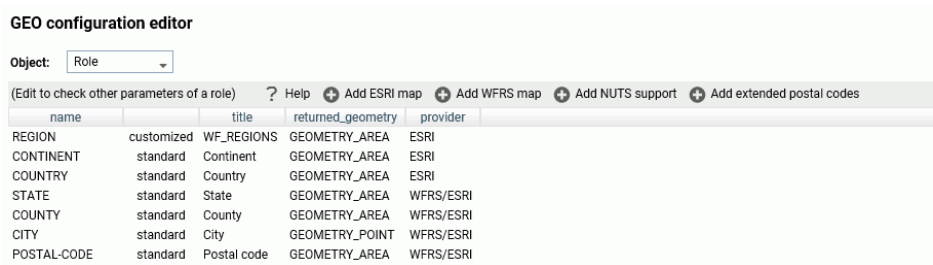 GEO configuration editor
Object: Role
(Edit to check other parameters of a role) ? Help Add ESRI map Add WFRS map Add NUTS support Add extended postal codes
name title returned_geometry provider
REGION customized WF_REGIONS GEOMETRY_AREA ESRI
CONTINENT standard Continent GEOMETRY_AREA ESRI
COUNTRY standard Country GEOMETRY_AREA ESRI
STATE standard State GEOMETRY_AREA WFRS/ESRI
COUNTY standard County GEOMETRY_AREA WFRS/ESRI
CITY standard City GEOMETRY_POINT WFRS/ESRI
POSTAL-CODE standard Postal code GEOMETRY_AREA WFRS/ESRI